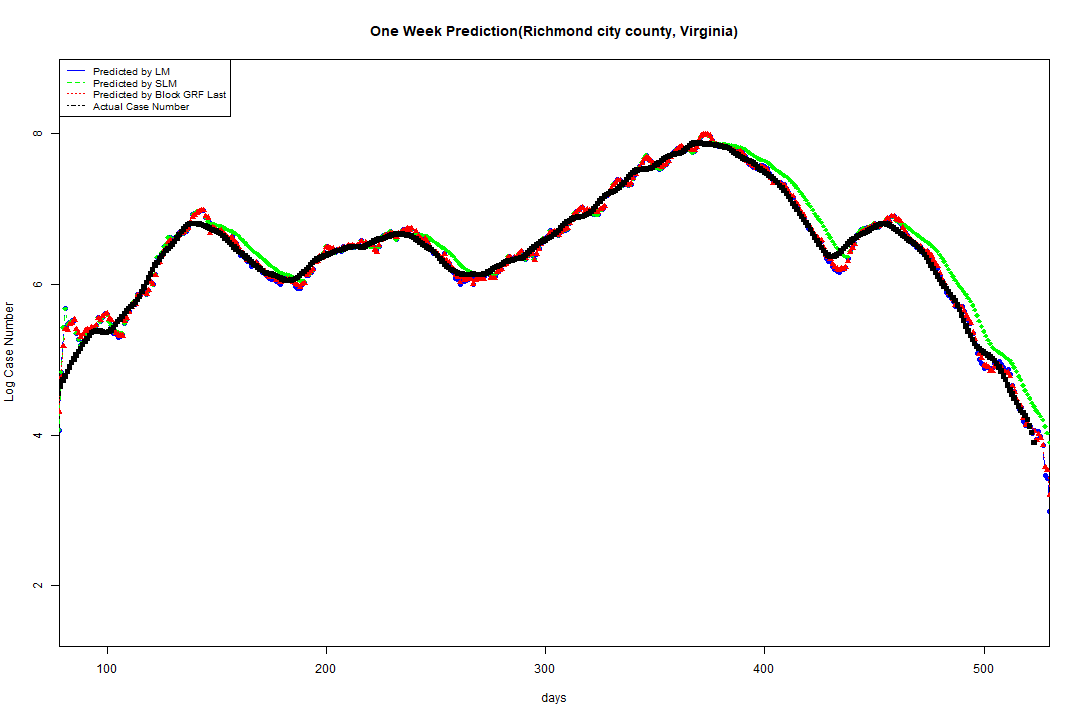 One Week Prediction(Richmond city county, Virginia)
Predicted by LM
Predicted by SLM
Predicted by Block GRF Last
Actual Case Number
8
6
4
2
Log Case Number
100 200 300 400 500
days